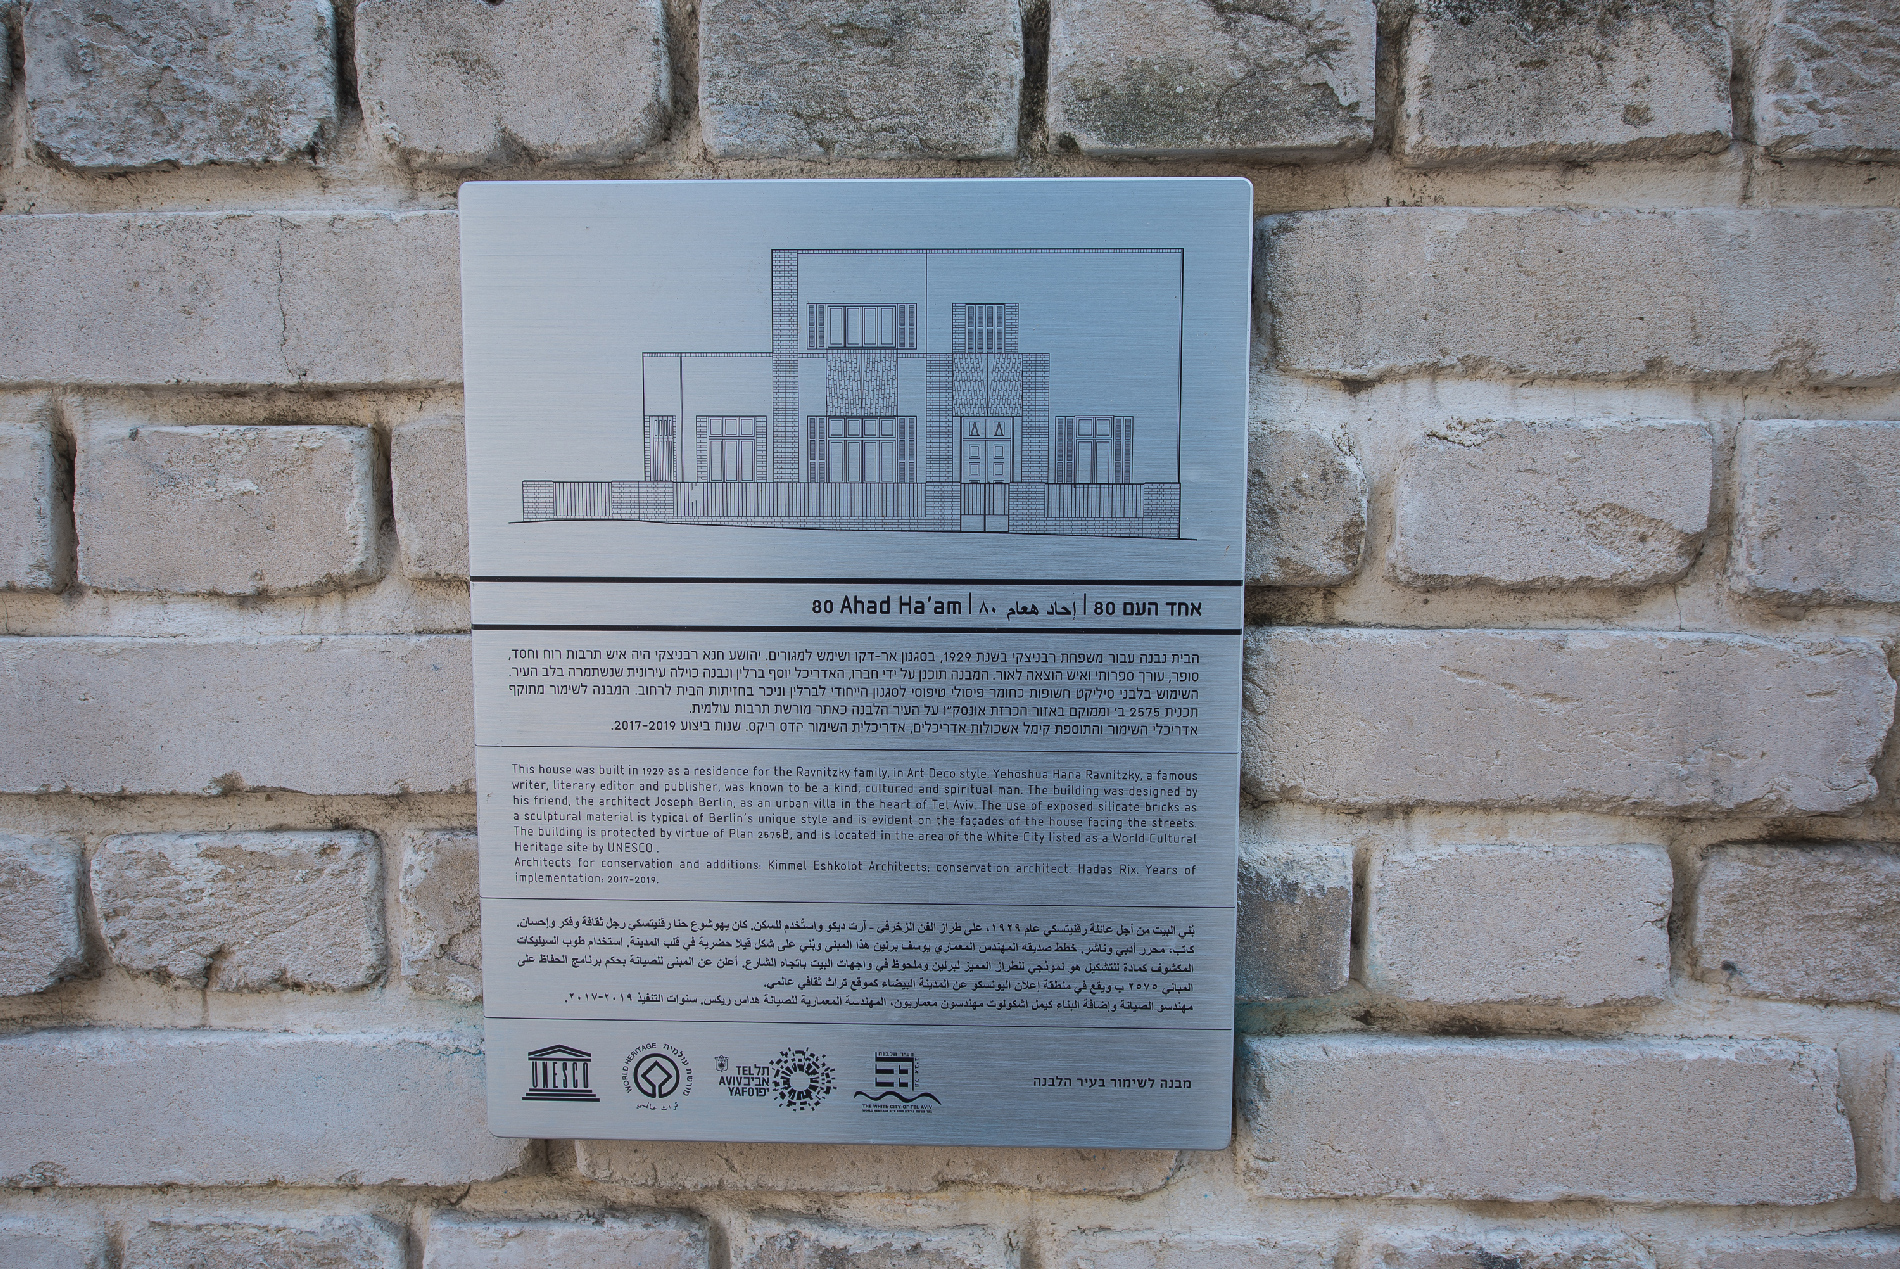 80 Ahad Ha'am | إحاد هعام ٨٠ | אחד העם 80
הבית נבנה עבור משפחת רבניצקי בשנת 1929, בסגנון אר-דקו ושימש למגורים. יהושע חנא רבניצקי היה איש תרבות רוח וחסד,
סופר, עורך ספרותי ואיש הוצאה לאור. המבנה תוכנן על ידי חברו, האדריכל יוסף ברלין ונבנה כוילה עירונית שנשתמרה בלב העיר.
השימוש בלבני סיליקט חשופות כחומר פיסולי טיפוסי לסגנון הייחודי לברלין וניכר בחזיתות הבית לרחוב. המבנה לשימור מתוקף
תכנית 2575 ב' וממוקם באזור הכרזת אונסק"ו על העיר הלבנה כאתר מורשת תרבות עולמית.
אדריכלי השימור והתוספת קימל אשכולות אדריכלים, אדריכלית השימור הדס ריקס. שנות ביצוע 2017-2019.
This house was built in 1929 as a residence for the Ravnitzky family, in Art Deco style. Yehoshua Hana Ravnitzky, a famous
writer, literary editor and publisher, was known to be a kind, cultured and spiritual man. The building was designed by
his friend, the architect Joseph Berlin, as an urban villa in the heart of Tel Aviv. The use of exposed silicate bricks as
a sculptural material is typical of Berlin's unique style and is evident on the façades of the house facing the streets.
The building is protected by virtue of Plan 2575B, and is located in the area of the White City listed as a World Cultural
Heritage site by UNESCO.
Architects for conservation and additions: Kimmel Eshkolot Architects; conservation architect: Hadas Rix. Years of
implementation: 2017-2019.
بُني البيت من أجل عائلة رفنيتسكي عام ١٩٢٩، على طراز الفن الزخرفي - آرت ديكو واستُخدم للسكن. كان يهوشوع حنا رفنيتسكي رجل ثقافة وفكر وإحسان،
كاتب، محرر أدبي وناشر. خطط صديقه المهندس المعماري يوسف برلين هذا المبنى وبُني على شكل فيلا حضرية في قلب المدينة. استخدام طوب السيليكات
المكشوف كمادة للتشكيل هو نموذجي للطراز المميز لبرلين وملحوظ في واجهات البيت باتجاه الشارع. أعلن عن المبنى للصيانة بحكم برنامج الحفاظ على
المباني ٢٥٧٥ ب ويقع في منطقة إعلان اليونسكو عن المدينة البيضاء كموقع تراث ثقافي عالمي.
مهندسو الصيانة وإضافة البناء كيمل اشكولوت مهندسون معماريون، المهندسة المعمارية للصيانة هداس ريكس. سنوات التنفيذ ٢٠١٩-٢٠١٧.
UNESCO
WORLD HERITAGE
מורשת עולמית
TEL תל
AVIV אביב
YAFO יפו
THE WHITE CITY OF TEL AVIV
מבנה לשימור בעיר הלבנה